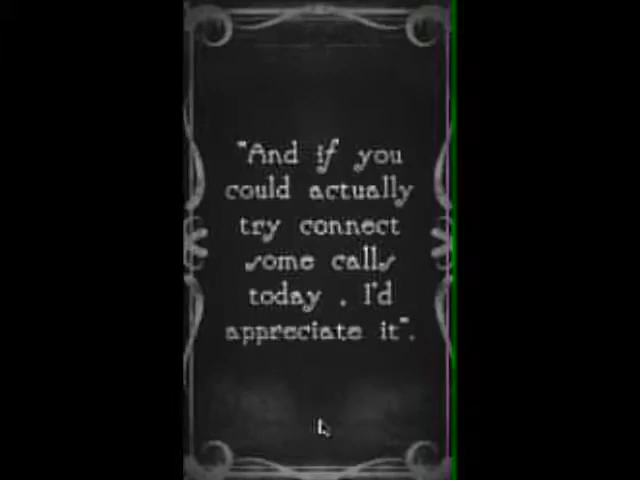 "And if you
could actually
try connect
some calls
today . I'd
appreciate it".